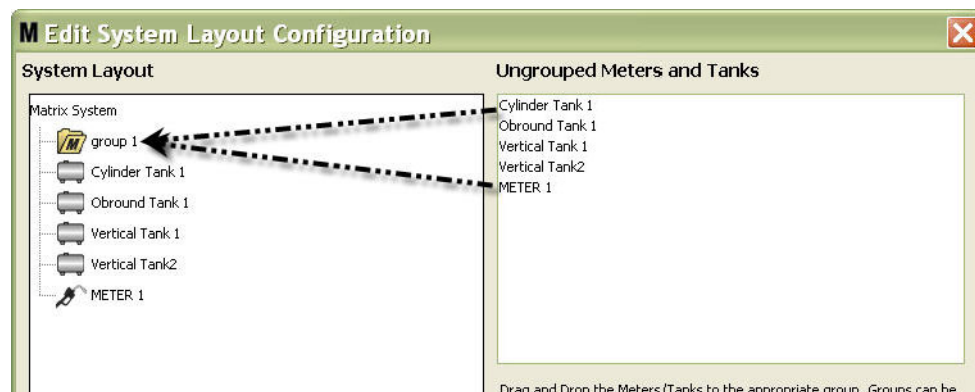 M Edit System Layout Configuration
System Layout
Matrix System
M group 1
Cylinder Tank 1
Obround Tank 1
Vertical Tank 1
Vertical Tank2
METER 1
Ungrouped Meters and Tanks
Cylinder Tank 1
Obround Tank 1
Vertical Tank 1
Vertical Tank2
METER 1
Drag and Drop the Meters/Tanks to the appropriate group. Groups can be